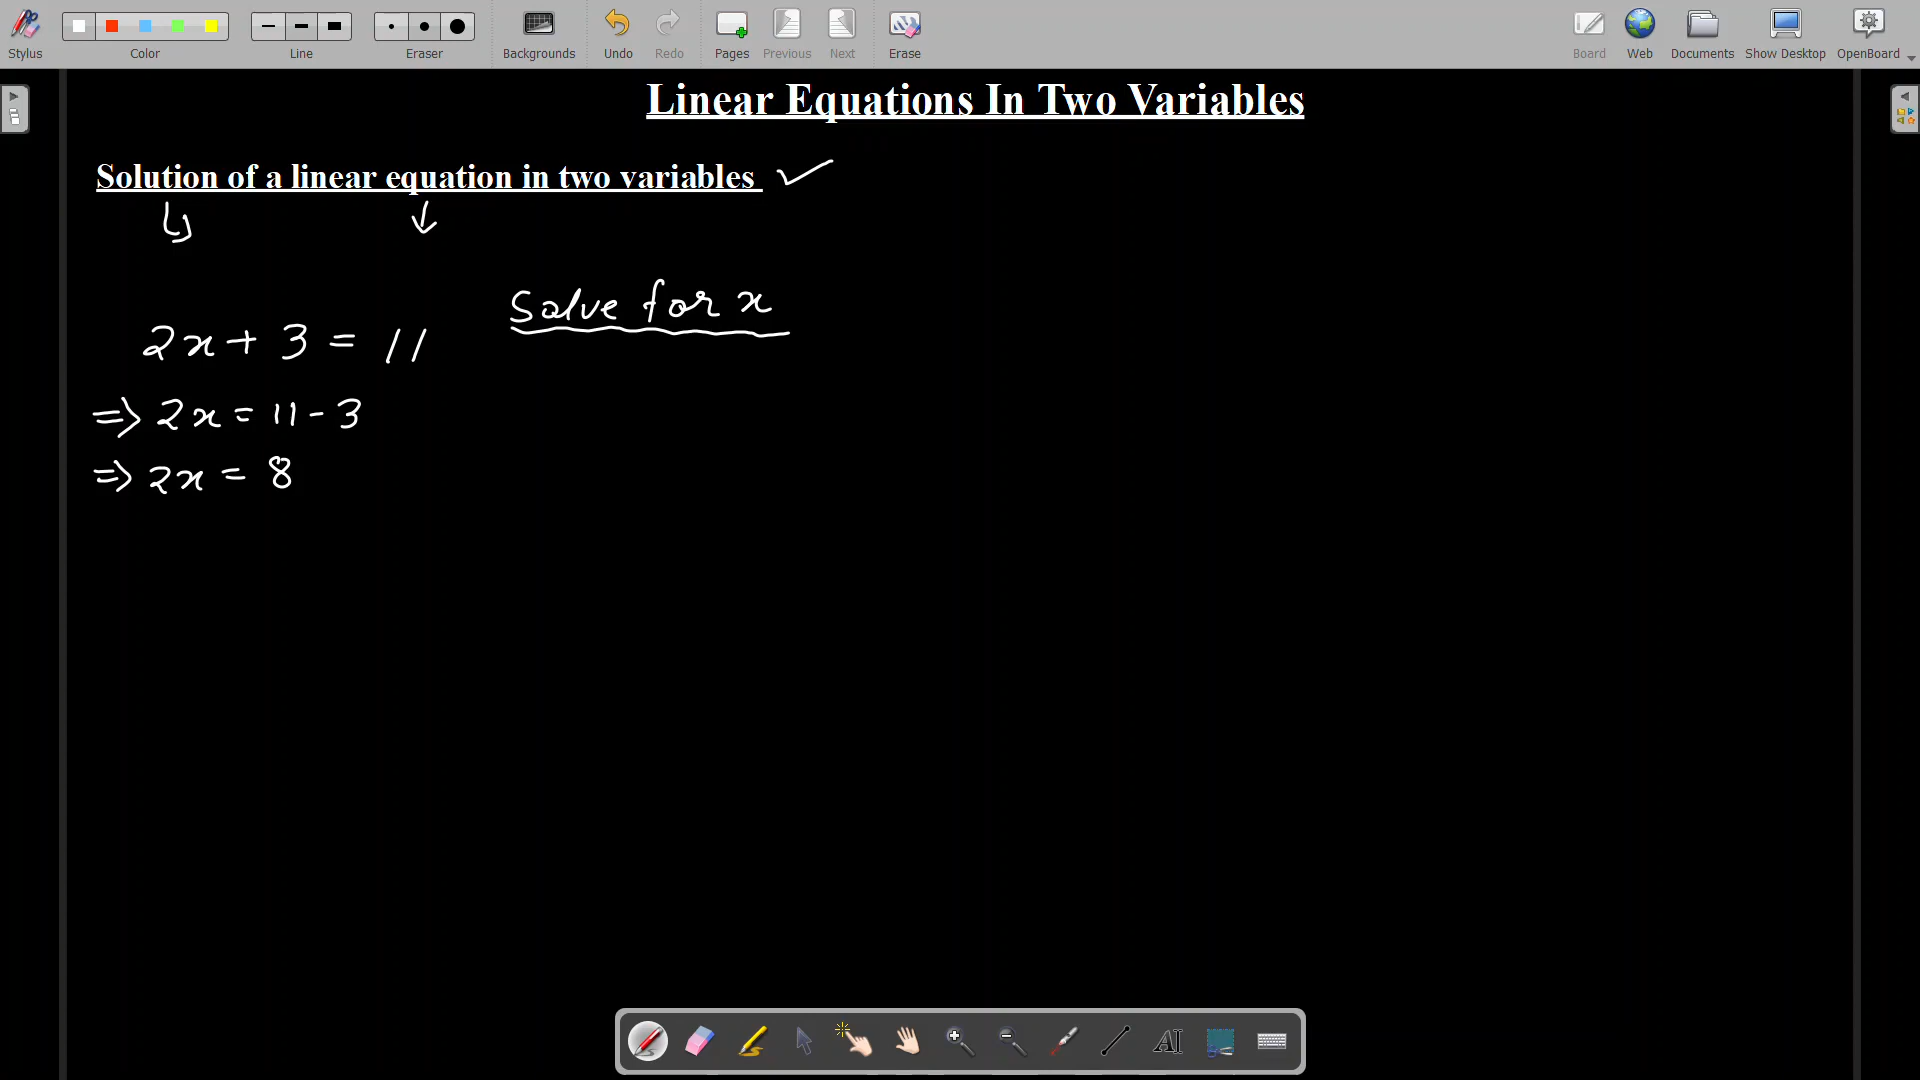 Stylus Color Line Eraser Backgrounds Undo Redo Pages Previous Next Erase Board Web Documents Show Desktop OpenBoard
Linear Equations In Two Variables
Solution of a linear equation in two variables
Solve for x
2x + 3 = 11
⇒ 2x = 11 - 3
⇒ 2x = 8